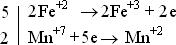 5 | 2Fe⁺² → 2Fe⁺³ + 2e
2 | Mn⁺⁷ + 5e → Mn⁺²